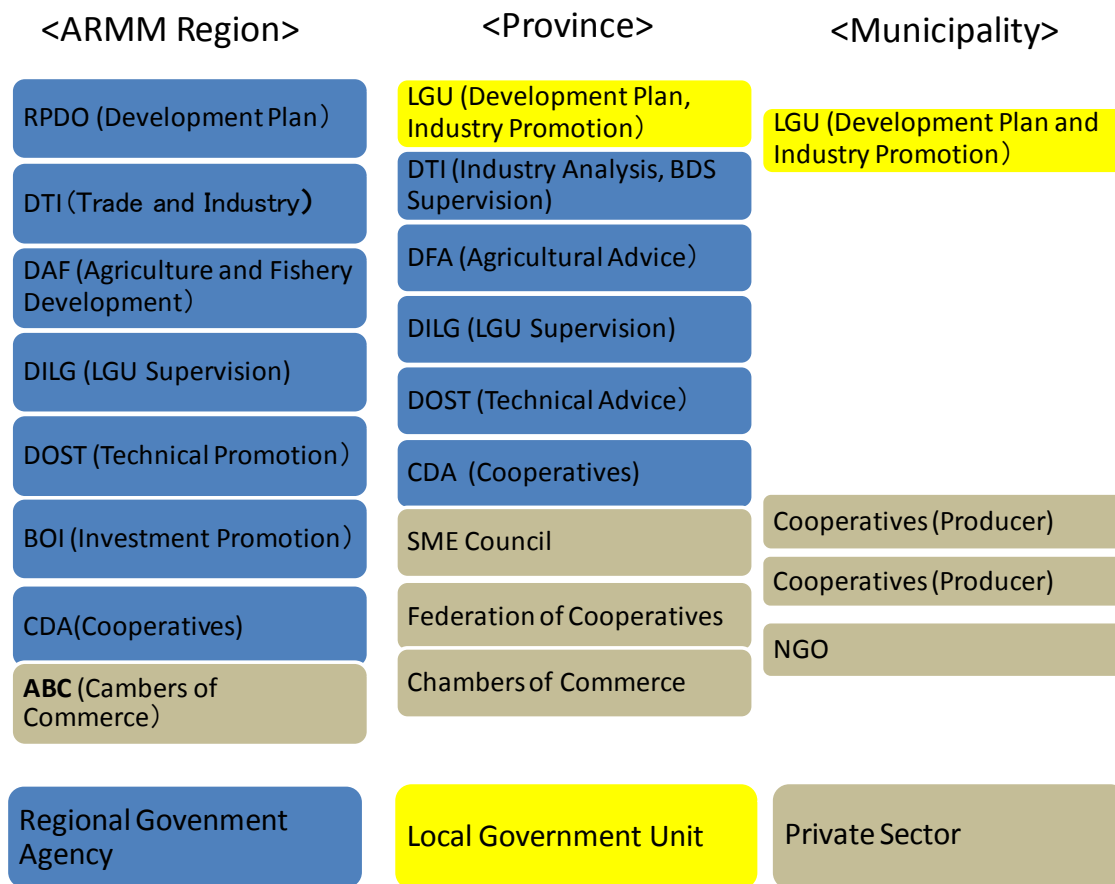 <ARMM Region>
RPDO (Development Plan）
DTI（Trade and Industry)
DAF (Agriculture and Fishery
Development）
DILG (LGU Supervision)
DOST (Technical Promotion）
BOI (Investment Promotion）
CDA(Cooperatives)
ABC (Cambers of
Commerce）
<Province>
LGU (Development Plan,
Industry Promotion）
DTI (Industry Analysis, BDS
Supervision)
DFA (Agricultural Advice）
DILG (LGU Supervision)
DOST (Technical Advice）
CDA (Cooperatives)
SME Council
Federation of Cooperatives
Chambers of Commerce
<Municipality>
LGU (Development Plan and
Industry Promotion）
Cooperatives (Producer)
Cooperatives (Producer)
NGO
Regional Govenment
Agency
Local Government Unit
Private Sector